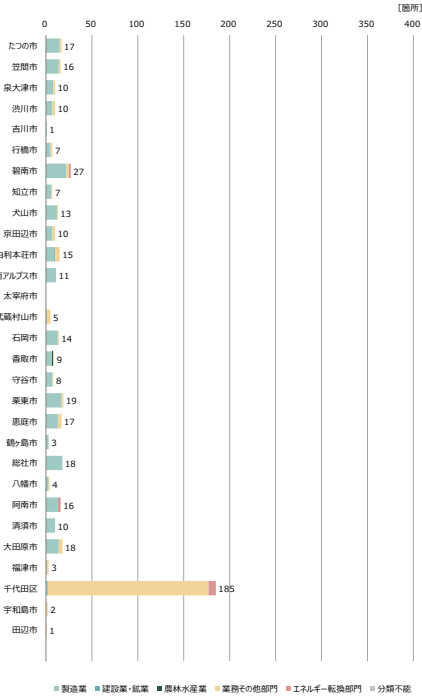 [箇所]
0 50 100 150 200 250 300 350 400
たつの市 17
笠間市 16
泉大津市 10
渋川市 10
吉川市 1
行橋市 7
碧南市 27
知立市 7
犬山市 13
京田辺市 10
由利本荘市 15
南アルプス市 11
太宰府市
武蔵村山市 5
石岡市 14
香取市 9
守谷市 8
栗東市 19
恵庭市 17
鶴ヶ島市 3
総社市 18
八幡市 4
阿南市 16
清須市 10
大田原市 18
福津市 3
千代田区 185
宇和島市 2
田辺市 1
製造業 建設業・鉱業 農林水産業 業務その他部門 エネルギー転換部門 分類不能